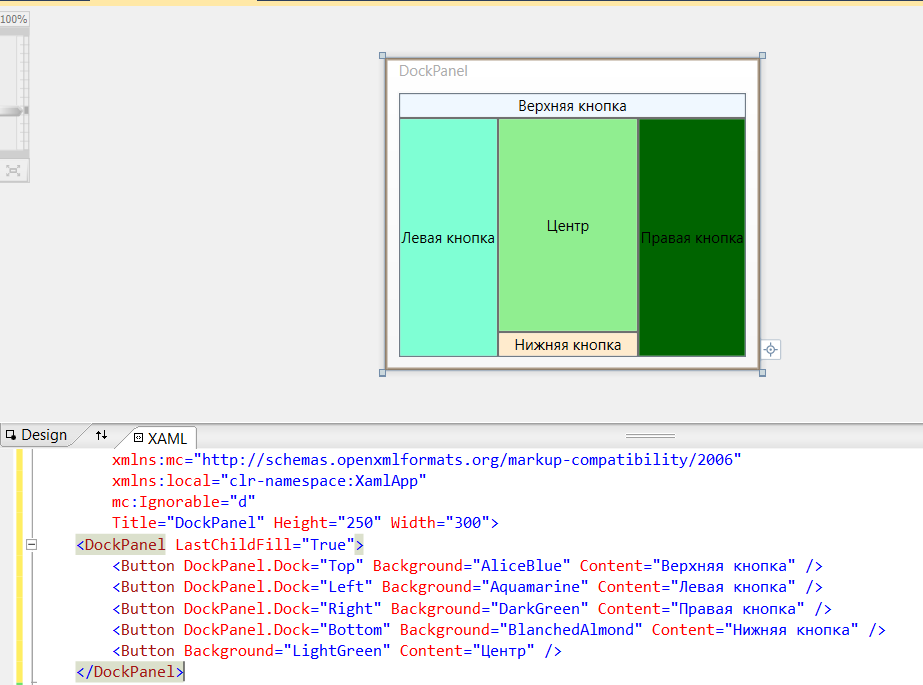 100%
DockPanel
Верхняя кнопка
Левая кнопка
Центр
Правая кнопка
Нижняя кнопка
Design
XAML
xmlns:mc="http://schemas.openxmlformats.org/markup-compatibility/2006"
xmlns:local="clr-namespace:XamlApp"
mc:Ignorable="d"
Title="DockPanel" Height="250" Width="300">
<DockPanel LastChildFill="True">
<Button DockPanel.Dock="Top" Background="AliceBlue" Content="Верхняя кнопка" />
<Button DockPanel.Dock="Left" Background="Aquamarine" Content="Левая кнопка" />
<Button DockPanel.Dock="Right" Background="DarkGreen" Content="Правая кнопка" />
<Button DockPanel.Dock="Bottom" Background="BlanchedAlmond" Content="Нижняя кнопка" />
<Button Background="LightGreen" Content="Центр" />
</DockPanel>